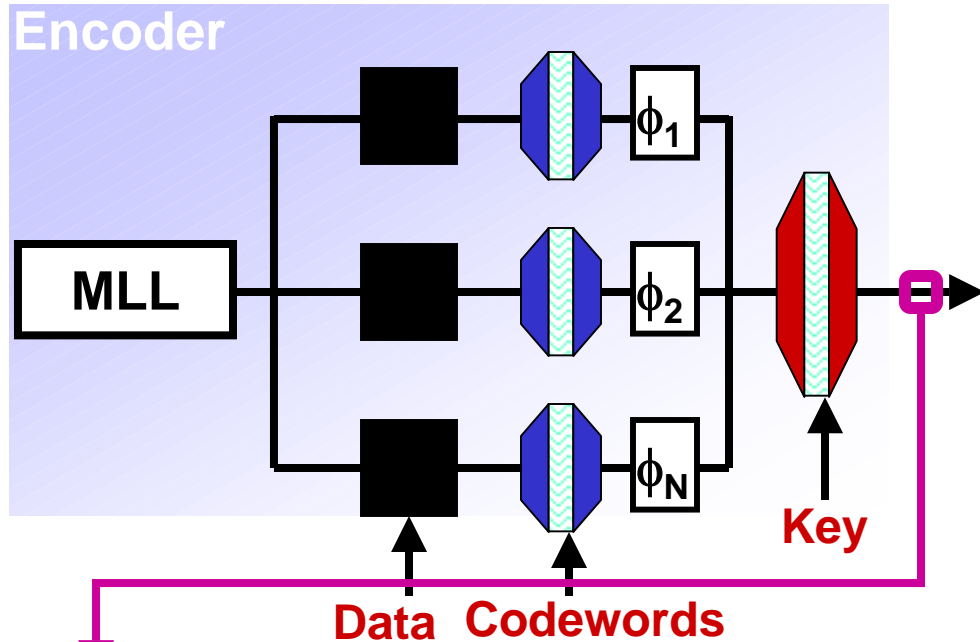 Encoder
ϕ1
MLL
ϕ2
ϕN
Key
Data
Codewords